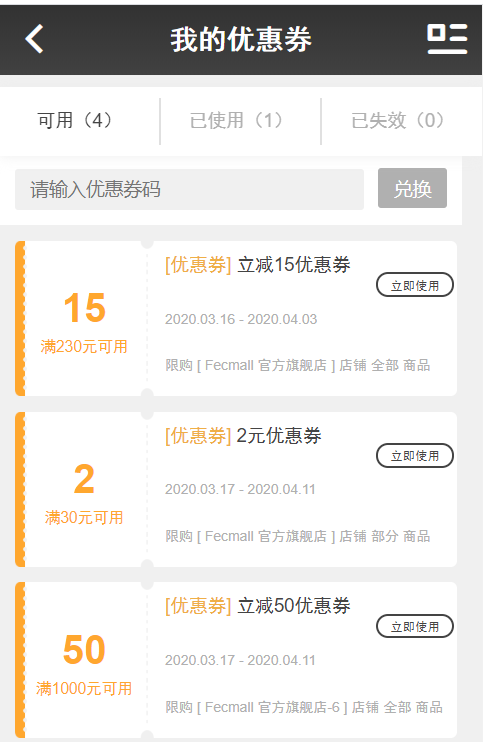 我的优惠券
可用（4） 已使用（1） 已失效（0）
请输入优惠券码 兑换
[优惠券] 立减15优惠券
立即使用
15
2020.03.16 - 2020.04.03
满230元可用
限购 [ Fecmall 官方旗舰店 ] 店铺 全部 商品
[优惠券] 2元优惠券
立即使用
2
2020.03.17 - 2020.04.11
满30元可用
限购 [ Fecmall 官方旗舰店 ] 店铺 部分 商品
[优惠券] 立减50优惠券
立即使用
50
2020.03.17 - 2020.04.11
满1000元可用
限购 [ Fecmall 官方旗舰店-6 ] 店铺 全部 商品